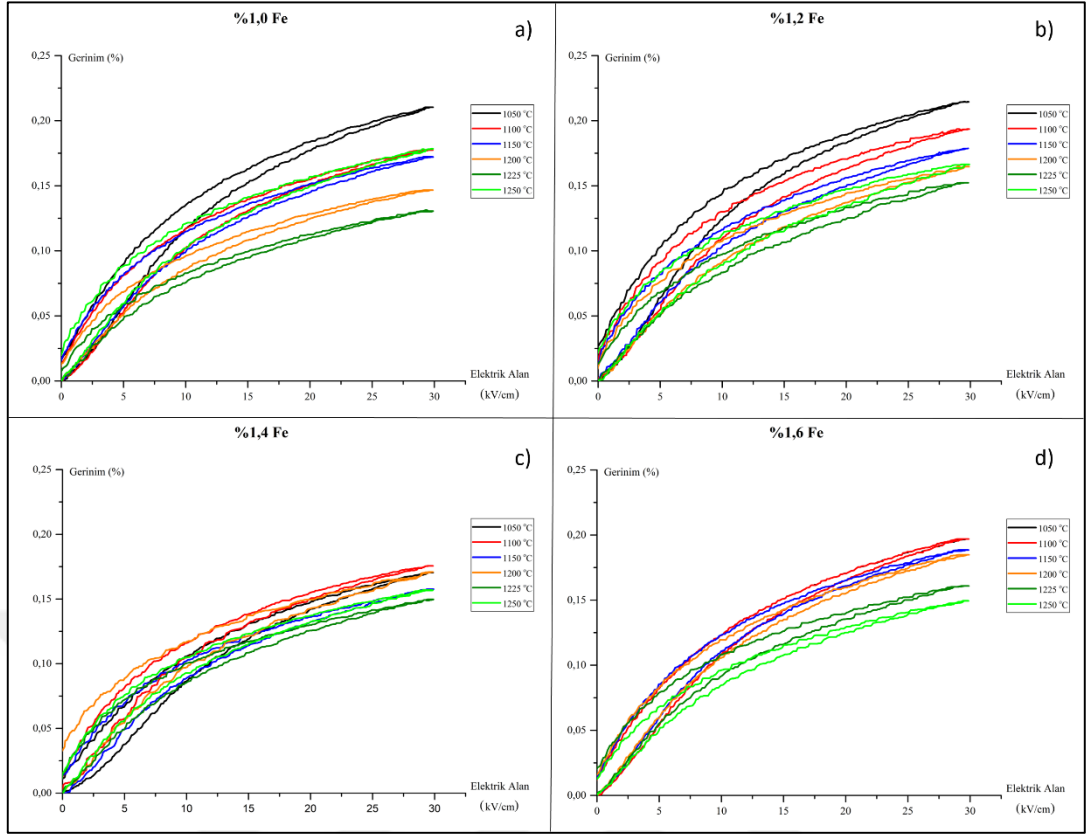 %1,0 Fe
a)
Gerinim (%)
0,25
0,20
0,15
0,10
0,05
0,00
1050 °C
1100 °C
1150 °C
1200 °C
1225 °C
1250 °C
Elektrik Alan
(kV/cm)
0 5 10 15 20 25 30
%1,2 Fe
b)
Gerinim (%)
0,25
0,20
0,15
0,10
0,05
0,00
1050 °C
1100 °C
1150 °C
1200 °C
1225 °C
1250 °C
Elektrik Alan
(kV/cm)
0 5 10 15 20 25 30
%1,4 Fe
c)
Gerinim (%)
0,25
0,20
0,15
0,10
0,05
0,00
1050 °C
1100 °C
1150 °C
1200 °C
1225 °C
1250 °C
Elektrik Alan
(kV/cm)
0 5 10 15 20 25 30
%1,6 Fe
d)
Gerinim (%)
0,25
0,20
0,15
0,10
0,05
0,00
1050 °C
1100 °C
1150 °C
1200 °C
1225 °C
1250 °C
Elektrik Alan
(kV/cm)
0 5 10 15 20 25 30